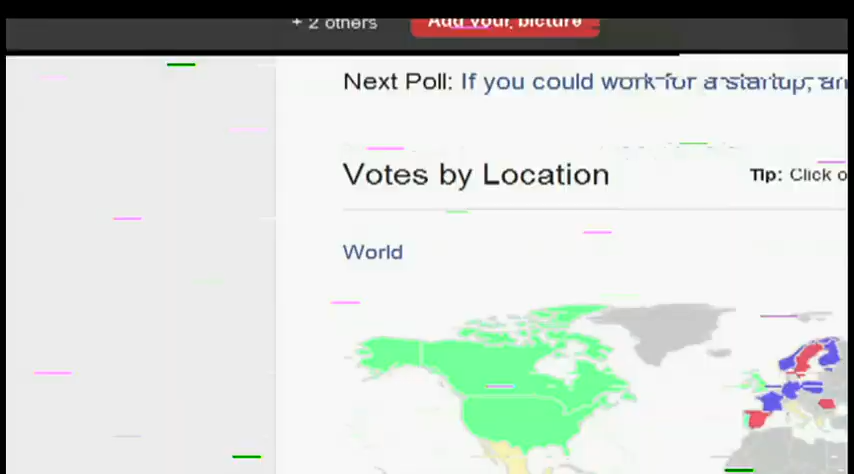 + 2 others
Add your picture
Next Poll: If you could work for a startup, an
Votes by Location
Tip: Click o
World